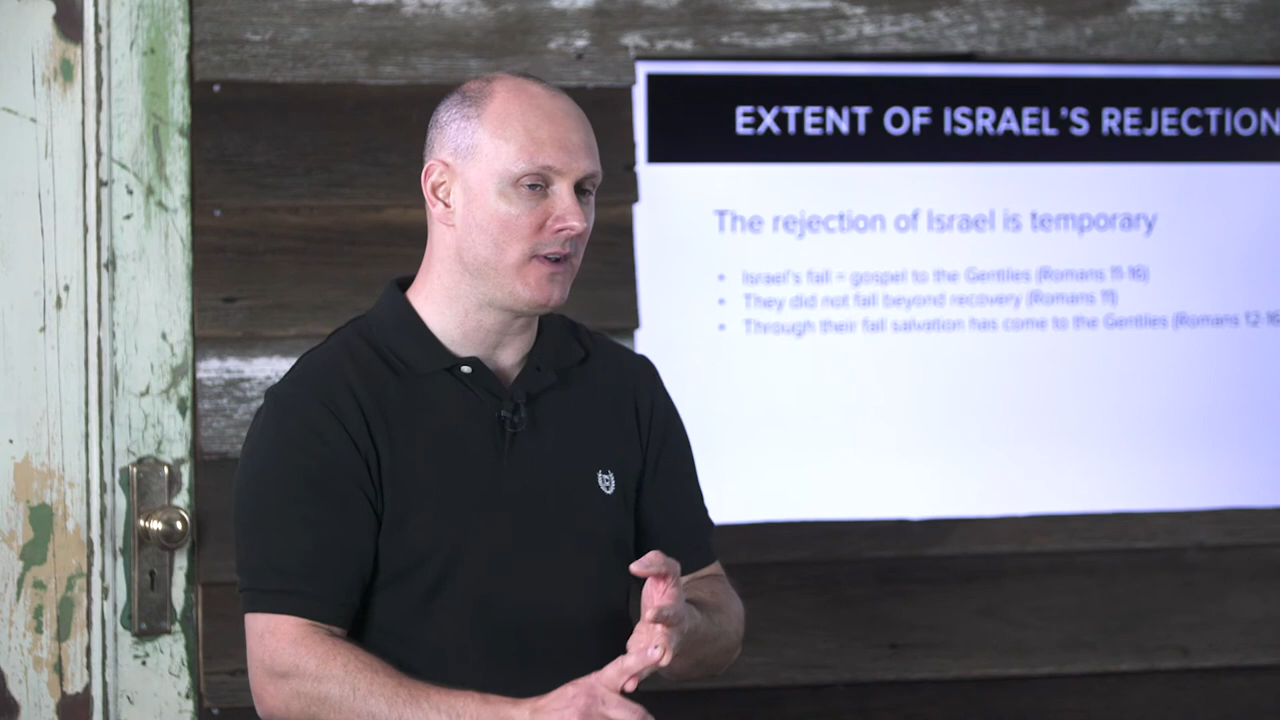 EXTENT OF ISRAEL'S REJECTION
The rejection of Israel is temporary
• Israel's fall = gospel to the Gentiles (Romans 11-16)
• They did not fall beyond recovery (Romans 11)
• Through their fall salvation has come to the Gentiles (Romans 12-16